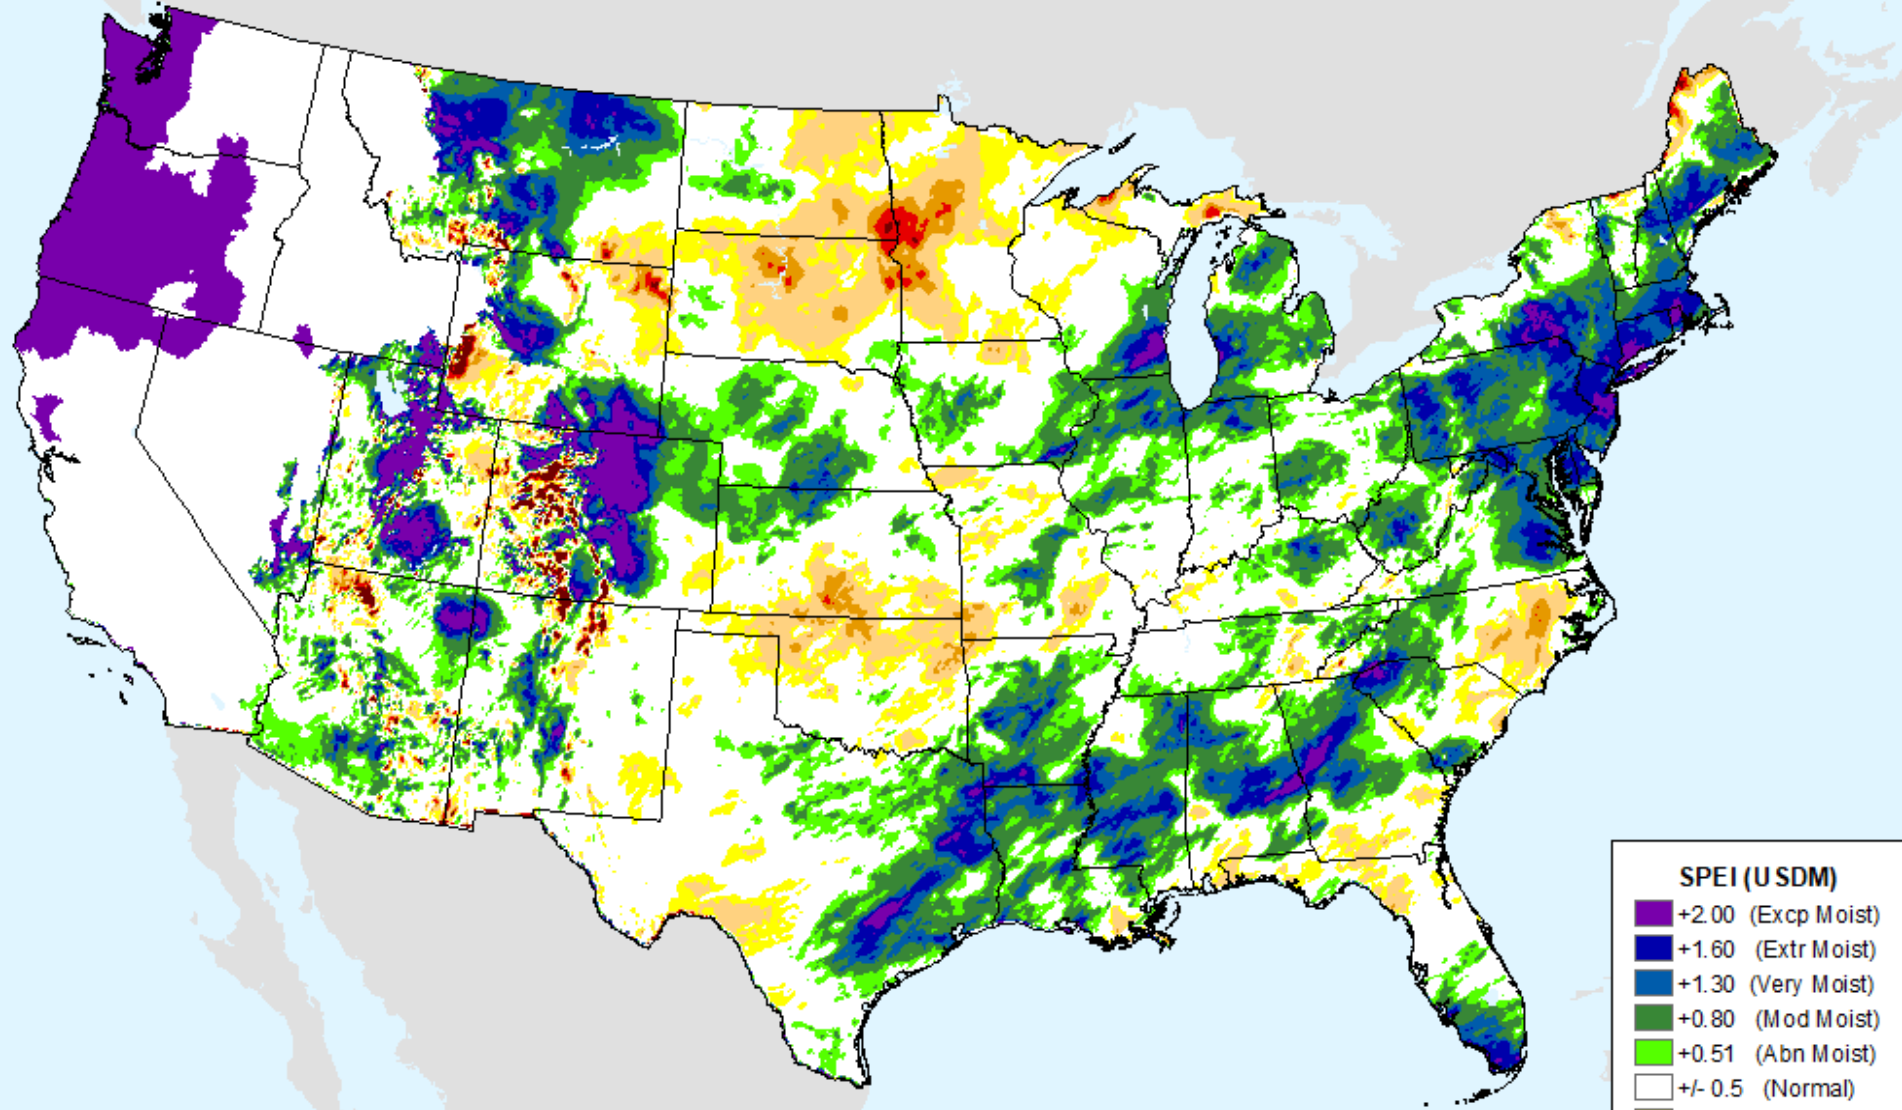 SPEI (USDM)
+2.00 (Excp Moist)
+1.60 (Extr Moist)
+1.30 (Very Moist)
+0.80 (Mod Moist)
+0.51 (Abn Moist)
+/- 0.5 (Normal)